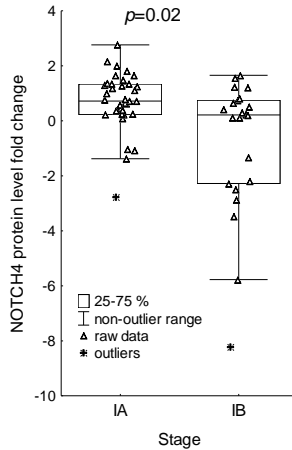 p=0.02
4
2
0
-2
-4
-6
-8
-10
NOTCH4 protein level fold change
25-75 %
non-outlier range
raw data
outliers
IA IB
Stage